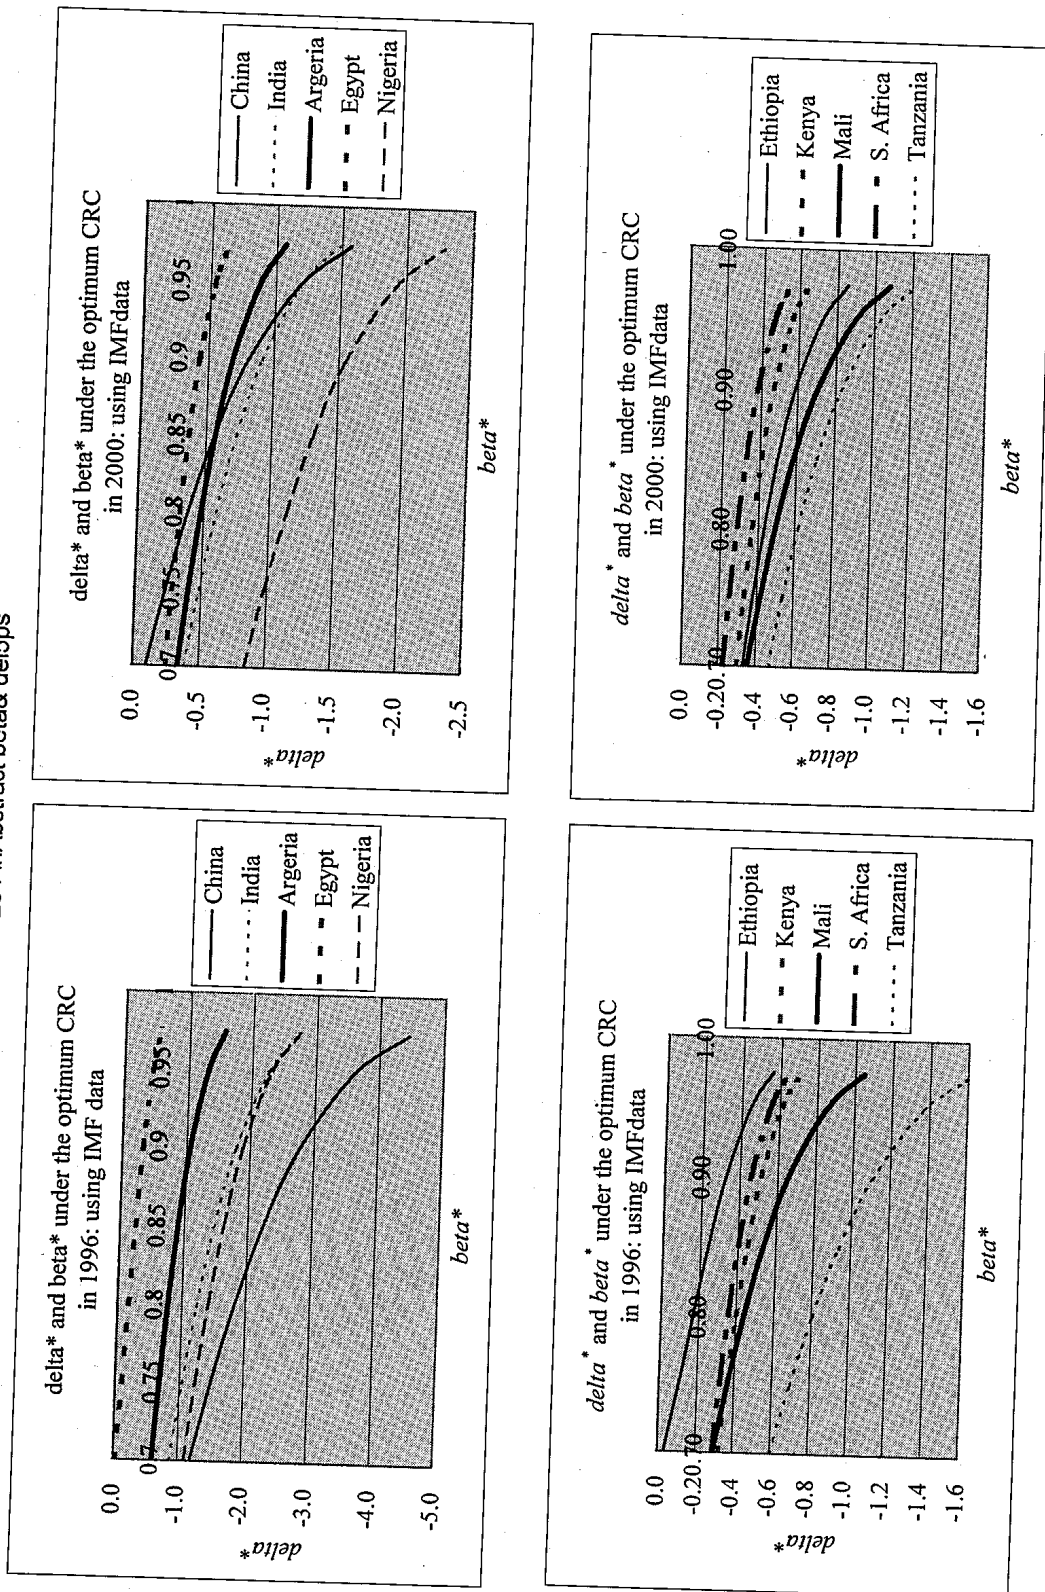 delta* and beta* under the optimum CRC
in 1996: using IMF data
0.0
-1.0
-2.0
-3.0
-4.0
-5.0
delta*
0.7
0.75
0.8
0.85
0.9
0.95
1
beta*
China
India
Argeria
Egypt
Nigeria
delta* and beta* under the optimum CRC
in 2000: using IMFdata
0.0
-0.5
-1.0
-1.5
-2.0
-2.5
delta*
0.7
0.75
0.8
0.85
0.9
0.95
1
beta*
China
India
Argeria
Egypt
Nigeria
delta* and beta* under the optimum CRC
in 1996: using IMFdata
0.0
-0.2
-0.4
-0.6
-0.8
-1.0
-1.2
-1.4
-1.6
delta*
0.70
0.80
0.90
1.00
beta*
Ethiopia
Kenya
Mali
S. Africa
Tanzania
delta* and beta* under the optimum CRC
in 2000: using IMFdata
0.0
-0.2
-0.4
-0.6
-0.8
-1.0
-1.2
-1.4
-1.6
delta*
0.70
0.80
0.90
1.00
beta*
Ethiopia
Kenya
Mali
S. Africa
Tanzania